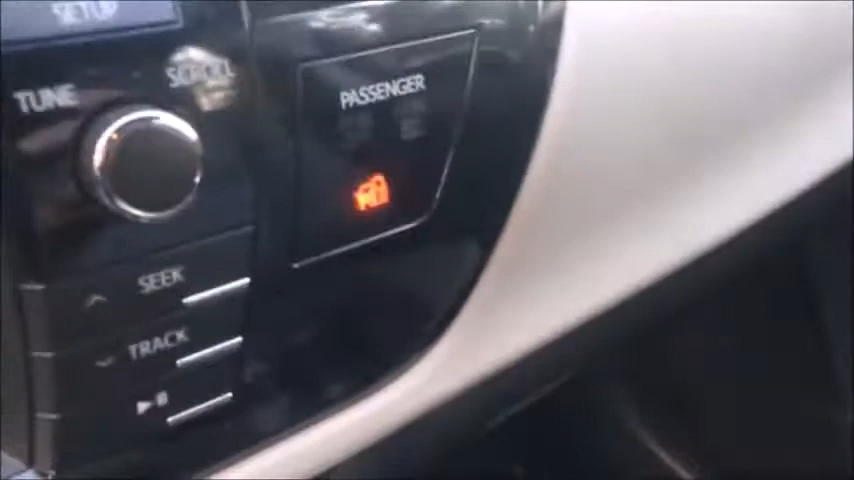 SETUP
TUNE
SCROLL
PASSENGER
SEEK
TRACK